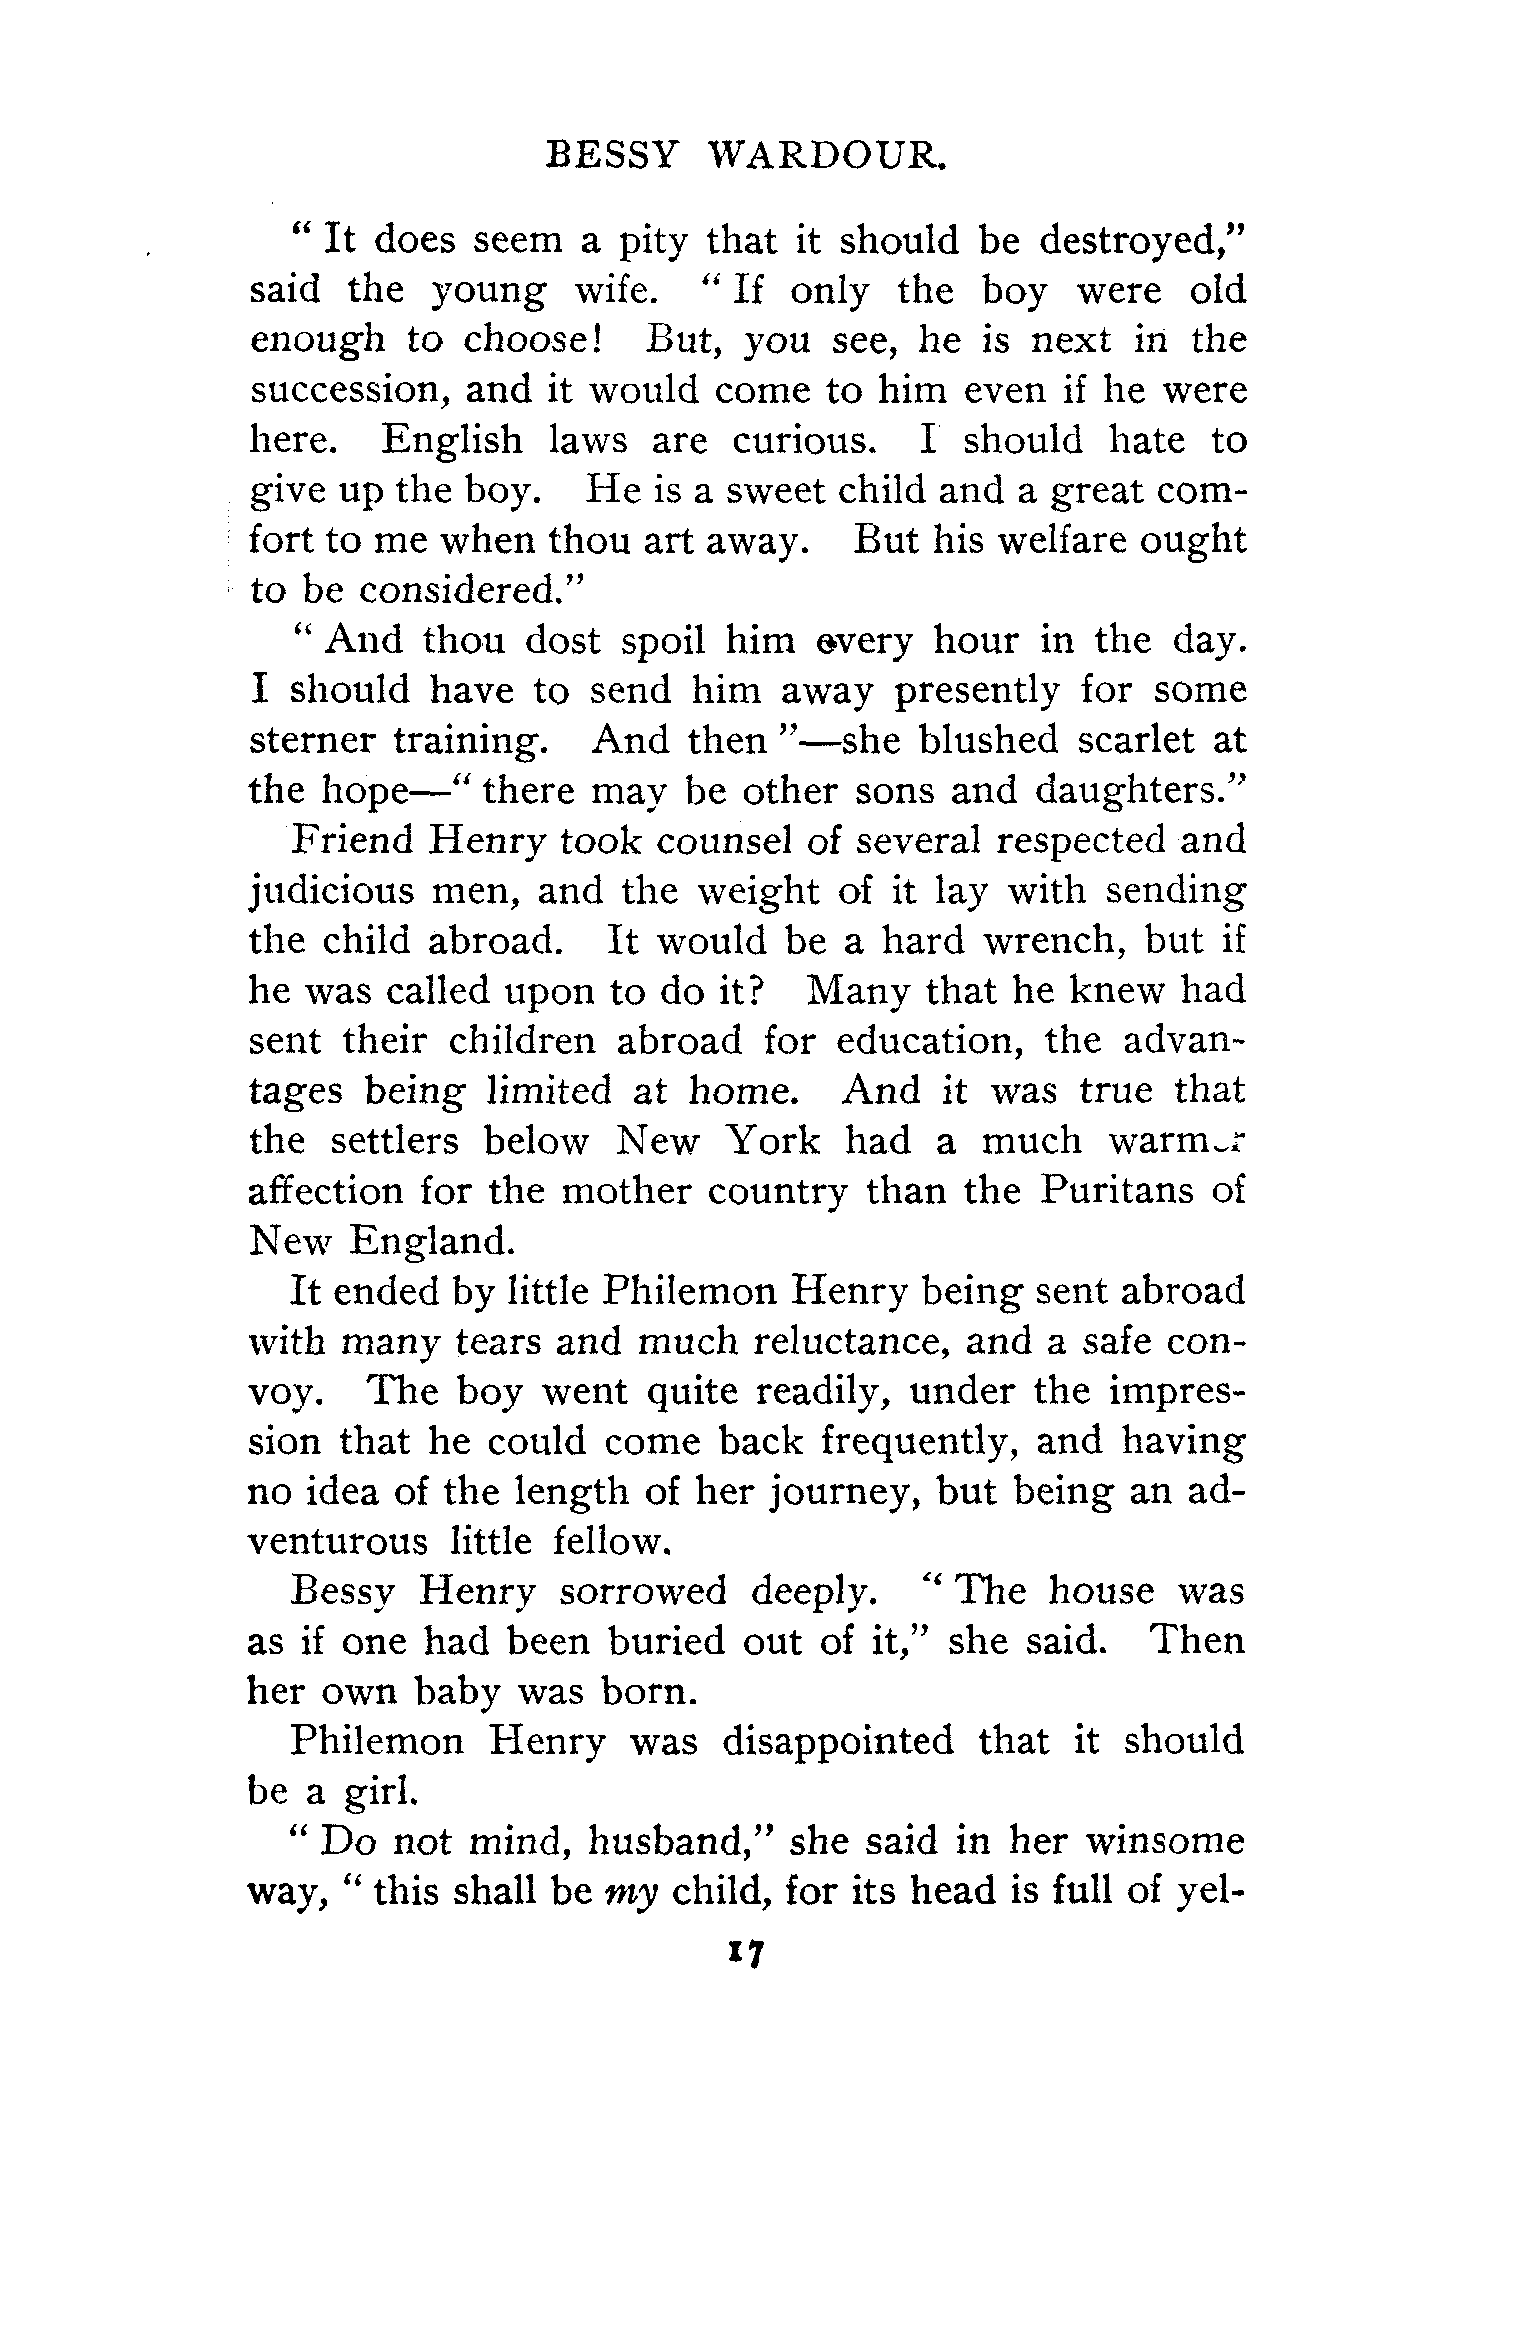 BESSY WARDOUR.
" It does seem a pity that it should be destroyed,"
said the young wife. " If only the boy were old
enough to choose! But, you see, he is next in the
succession, and it would come to him even if he were
here. English laws are curious. I should hate to
give up the boy. He is a sweet child and a great com-
fort to me when thou art away. But his welfare ought
to be considered."
" And thou dost spoil him every hour in the day.
I should have to send him away presently for some
sterner training. And then "—she blushed scarlet at
the hope—" there may be other sons and daughters."
Friend Henry took counsel of several respected and
judicious men, and the weight of it lay with sending
the child abroad. It would be a hard wrench, but if
he was called upon to do it? Many that he knew had
sent their children abroad for education, the advan-
tages being limited at home. And it was true that
the settlers below New York had a much warmer
affection for the mother country than the Puritans of
New England.
It ended by little Philemon Henry being sent abroad
with many tears and much reluctance, and a safe con-
voy. The boy went quite readily, under the impres-
sion that he could come back frequently, and having
no idea of the length of her journey, but being an ad-
venturous little fellow.
Bessy Henry sorrowed deeply. " The house was
as if one had been buried out of it," she said. Then
her own baby was born.
Philemon Henry was disappointed that it should
be a girl.
" Do not mind, husband," she said in her winsome
way, " this shall be my child, for its head is full of yel-
17